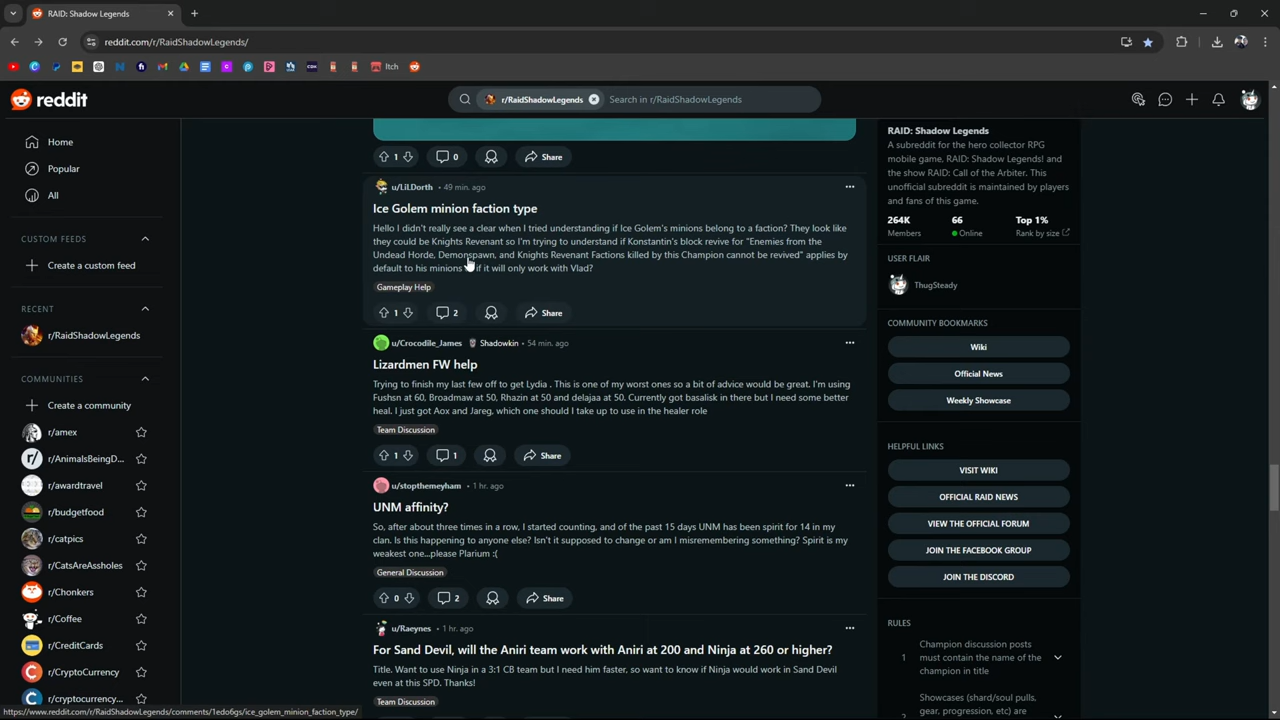 RAID: Shadow Legends
reddit.com/r/RaidShadowLegends/
Itch
reddit
r/RaidShadowLegends
Search in r/RaidShadowLegends
Home
Popular
All
CUSTOM FEEDS
Create a custom feed
RECENT
r/RaidShadowLegends
COMMUNITIES
Create a community
r/amex
r/AnimalsBeingD...
r/awardtravel
r/budgetfood
r/catpics
r/CatsAreAssholes
r/Chonkers
r/Coffee
r/CreditCards
r/CryptoCurrency
r/cryptocurrency...
1
0
Share
u/LiLDorth • 49 min. ago
Ice Golem minion faction type
Hello I didn't really see a clear when I tried understanding if Ice Golem's minions belong to a faction? They look like
they could be Knights Revenant so I'm trying to understand if Konstantin's block revive for "Enemies from the
Undead Horde, Demonspawn, and Knights Revenant Factions killed by this Champion cannot be revived" applies by
default to his minions if it will only work with Vlad?
Gameplay Help
1
2
Share
u/Crocodile_James Shadowkin • 54 min. ago
Lizardmen FW help
Trying to finish my last few off to get Lydia . This is one of my worst ones so a bit of advice would be great. I'm using
Fushsn at 60, Broadmaw at 50, Rhazin at 50 and delajaa at 50. Currently got basalisk in there but I need some better
heal. I just got Aox and Jareg, which one should I take up to use in the healer role
Team Discussion
1
1
Share
u/stopthemeyham • 1 hr. ago
UNM affinity?
So, after about three times in a row, I started counting, and of the past 15 days UNM has been spirit for 14 in my
clan. Is this happening to anyone else? Isn't it supposed to change or am I misremembering something? Spirit is my
weakest one...please Plarium :(
General Discussion
0
2
Share
u/Raeynes • 1 hr. ago
For Sand Devil, will the Aniri team work with Aniri at 200 and Ninja at 260 or higher?
Title. Want to use Ninja in a 3:1 CB team but I need him faster, so want to know if Ninja would work in Sand Devil
even at this SPD. Thanks!
Team Discussion
RAID: Shadow Legends
A subreddit for the hero collector RPG
mobile game, RAID: Shadow Legends! and
the show RAID: Call of the Arbiter. This
unofficial subreddit is maintained by players
and fans of this game.
264K 66 Top 1%
Members Online Rank by size
USER FLAIR
ThugSteady
COMMUNITY BOOKMARKS
Wiki
Official News
Weekly Showcase
HELPFUL LINKS
VISIT WIKI
OFFICIAL RAID NEWS
VIEW THE OFFICIAL FORUM
JOIN THE FACEBOOK GROUP
JOIN THE DISCORD
RULES
1 Champion discussion posts
must contain the name of the
champion in title
Showcases (shard/soul pulls,
gear, progression, etc) are
https://www.reddit.com/r/RaidShadowLegends/comments/1edo6gs/ice_golem_minion_faction_type/